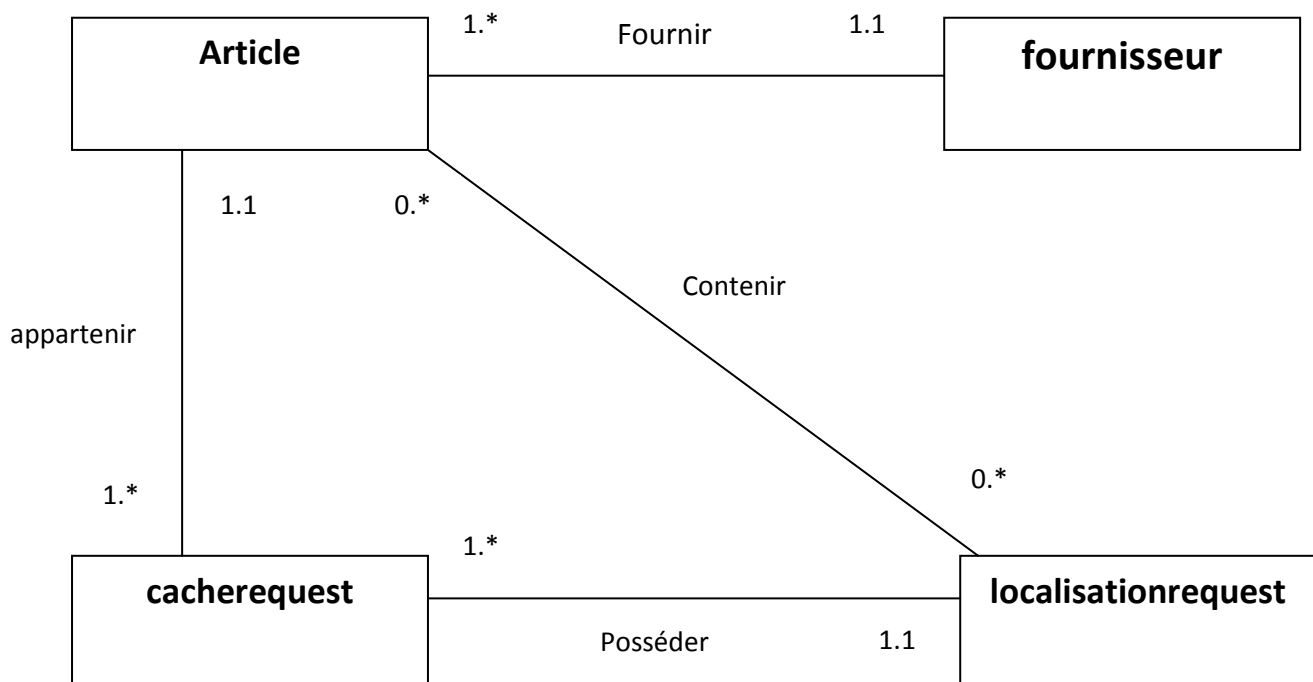 1.* Fournir 1.1
Article
fournisseur
1.1 0.*
Contenir
appartenir
0.*
1.*
1.*
cacherequest
localisationrequest
Posséder 1.1